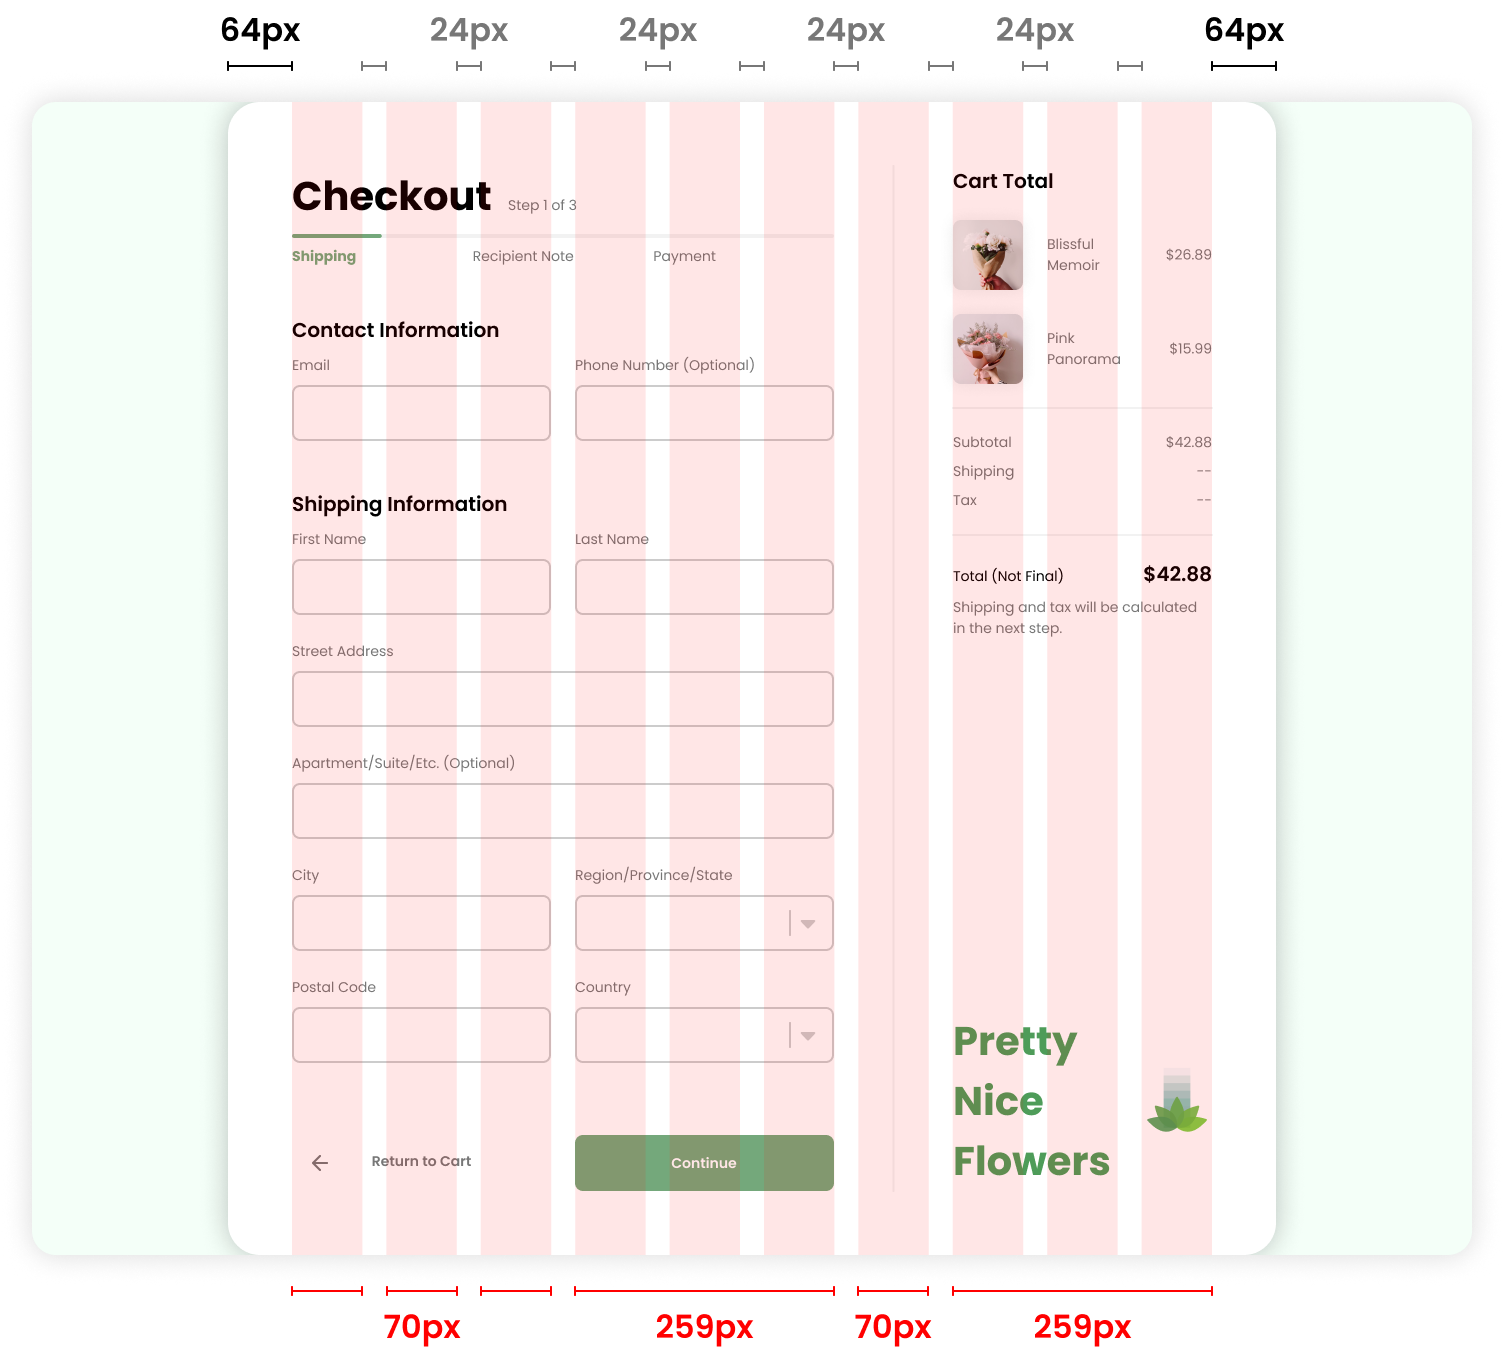 64px 24px 24px 24px 24px 64px
Checkout Step 1 of 3
Shipping Recipient Note Payment
Contact Information
Email Phone Number (Optional)
Shipping Information
First Name Last Name
Street Address
Apartment/Suite/Etc. (Optional)
City Region/Province/State
Postal Code Country
Return to Cart Continue
Cart Total
Blissful
Memoir
$26.89
Pink
Panorama
$15.99
Subtotal $42.88
Shipping --
Tax --
Total (Not Final) $42.88
Shipping and tax will be calculated
in the next step.
Pretty
Nice
Flowers
70px 259px 70px 259px